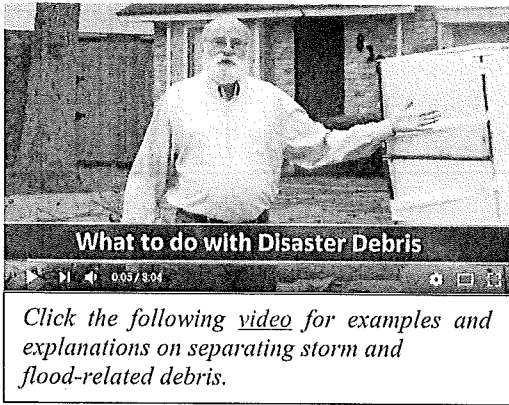 What to do with Disaster Debris
0:05 / 8:04
Click the following video for examples and
explanations on separating storm and
flood-related debris.